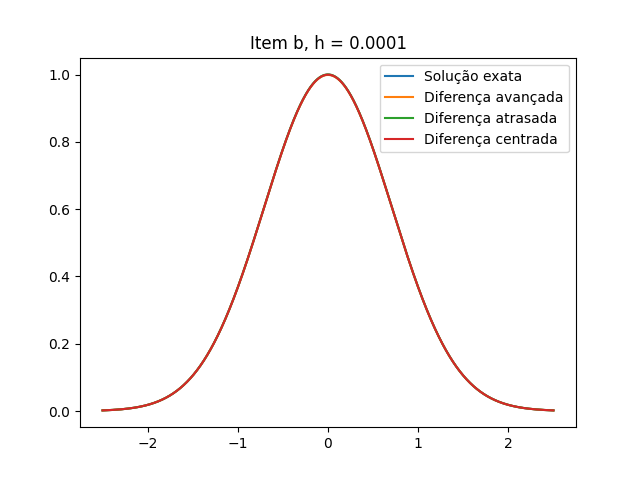 Item b, h = 0.0001
Solução exata
Diferença avançada
Diferença atrasada
Diferença centrada
1.0
0.8
0.6
0.4
0.2
0.0
−2
−1
0
1
2